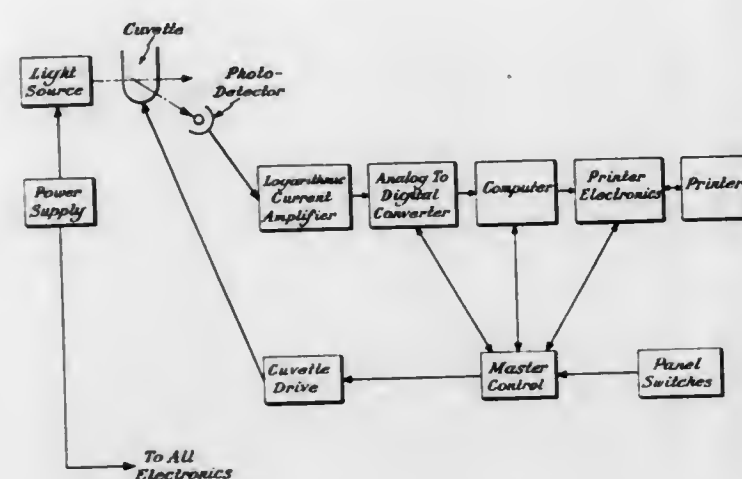 Cuvette
Light
Source
Photo-
Detector
Power
Supply
Logarithmic
Current
Amplifier
Analog To
Digital
Converter
Computer
Printer
Electronics
Printer
Cuvette
Drive
Master
Control
Panel
Switches
To All
Electronics